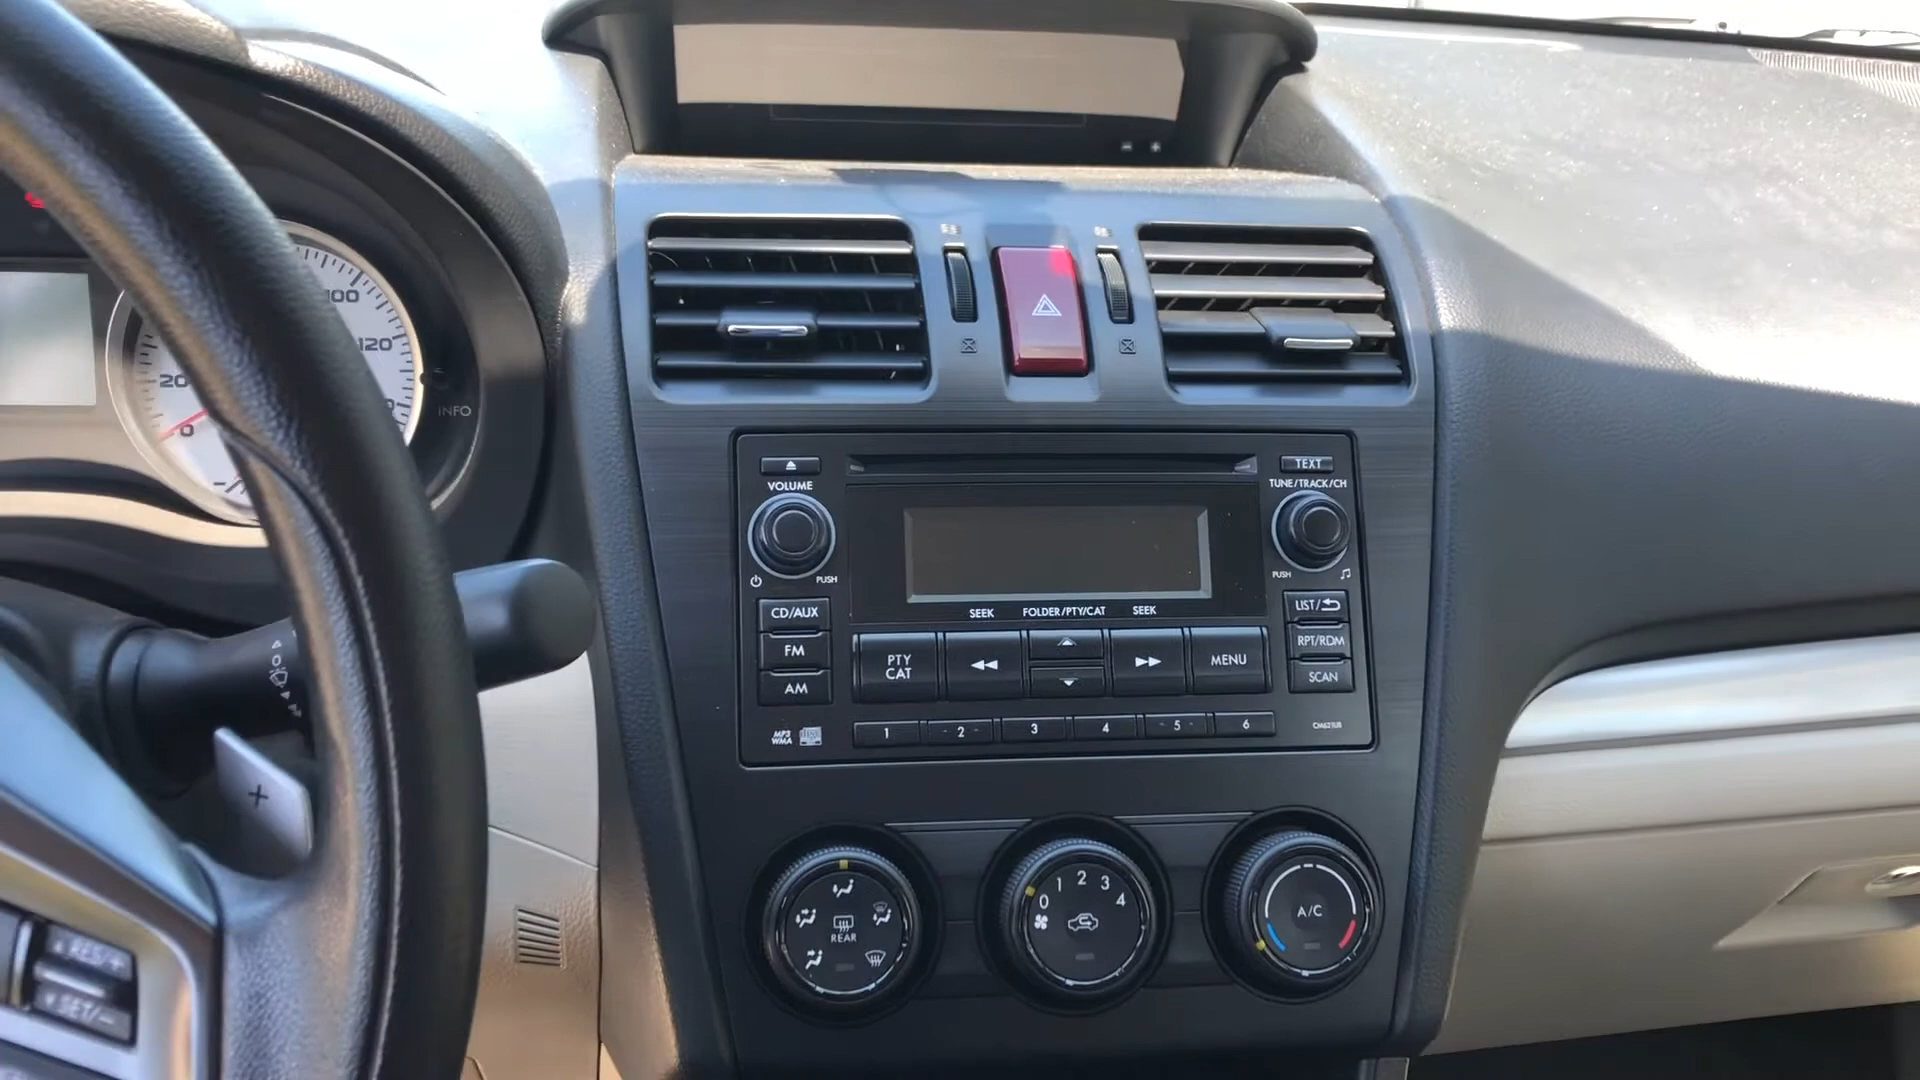 100
120
20
0
INFO
TEXT
VOLUME
TUNE/TRACK/CH
PUSH
PUSH
CD/AUX
SEEK
FOLDER/PTY/CAT
SEEK
LIST/
FM
PTY
CAT
MENU
RPT/RDM
AM
SCAN
1
2
3
4
5
6
MP3
WMA
0
1
2
3
4
REAR
A/C
+
RES/+
SET/-